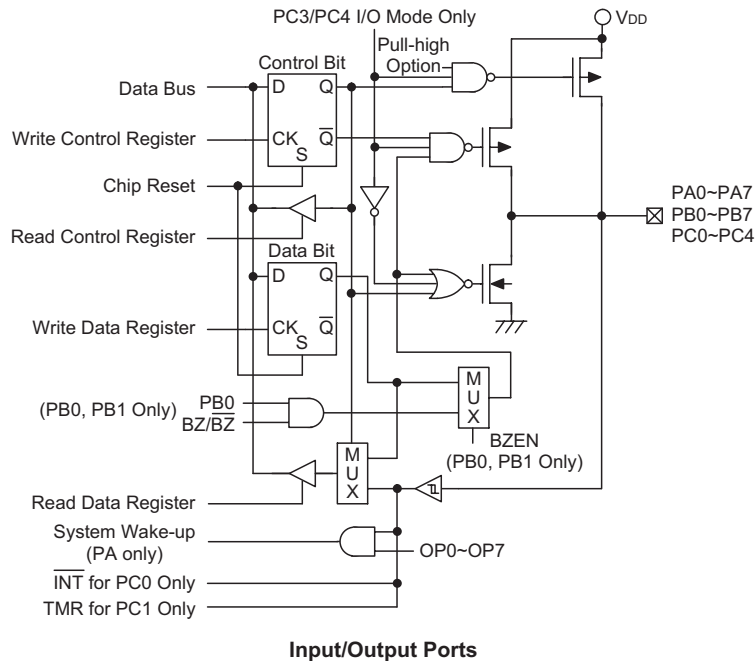 PC3/PC4 I/O Mode Only
VDD
Pull-high
Option
Control Bit
Data Bus
D
Q
Write Control Register
CK
Q̅
S
Chip Reset
Read Control Register
PA0~PA7
PB0~PB7
PC0~PC4
Data Bit
D
Q
Write Data Register
CK
Q̅
S
(PB0, PB1 Only)
PB0
BZ/B̅Z̅
M
U
X
BZEN
(PB0, PB1 Only)
M
U
X
Read Data Register
System Wake-up
(PA only)
OP0~OP7
I̅N̅T̅ for PC0 Only
TMR for PC1 Only
Input/Output Ports